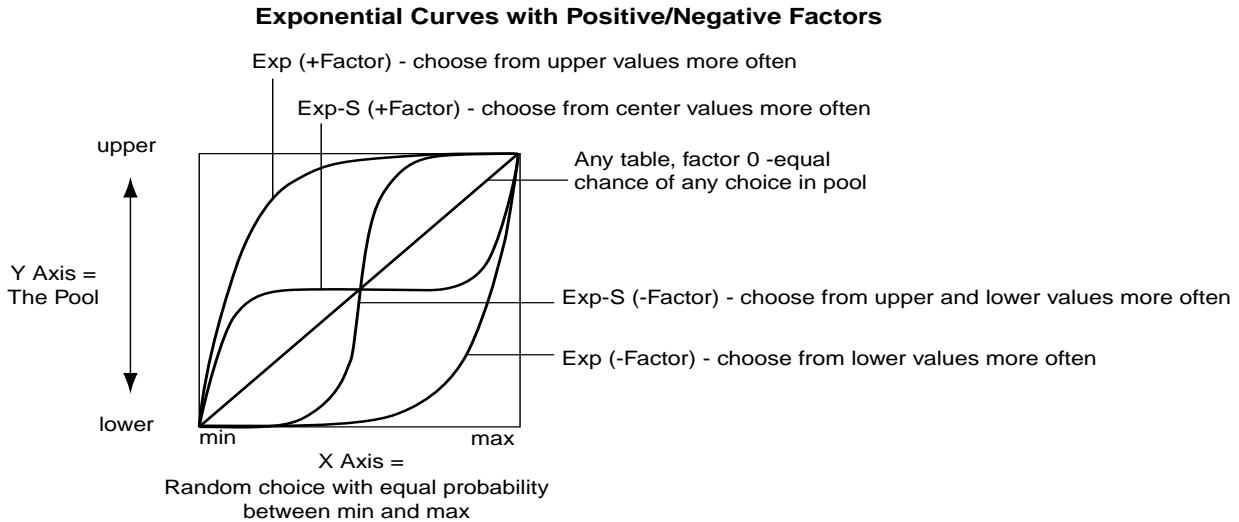 Exponential Curves with Positive/Negative Factors
Exp (+Factor) - choose from upper values more often
Exp-S (+Factor) - choose from center values more often
upper
Any table, factor 0 -equal
chance of any choice in pool
Y Axis =
The Pool
Exp-S (-Factor) - choose from upper and lower values more often
Exp (-Factor) - choose from lower values more often
lower
min
max
X Axis =
Random choice with equal probability
between min and max